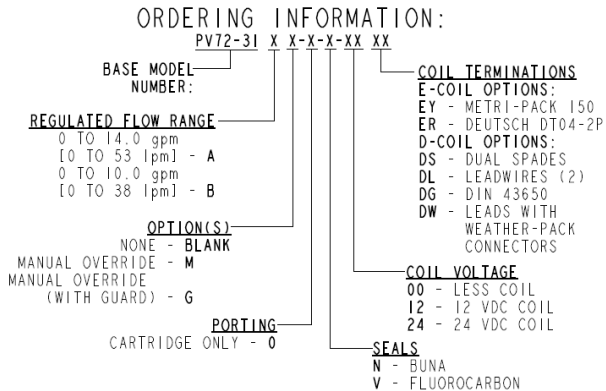 ORDERING INFORMATION:
PV72-31 X X-X-X-XX XX
BASE MODEL
NUMBER:
REGULATED FLOW RANGE
0 TO 14.0 gpm
[0 TO 53 lpm] - A
0 TO 10.0 gpm
[0 TO 38 lpm] - B
OPTION(S)
NONE - BLANK
MANUAL OVERRIDE - M
MANUAL OVERRIDE
(WITH GUARD) - G
PORTING
CARTRIDGE ONLY - 0
COIL TERMINATIONS
E-COIL OPTIONS:
EY - METRI-PACK 150
ER - DEUTSCH DT04-2P
D-COIL OPTIONS:
DS - DUAL SPADES
DL - LEADWIRES (2)
DG - DIN 43650
DW - LEADS WITH
WEATHER-PACK
CONNECTORS
COIL VOLTAGE
00 - LESS COIL
12 - 12 VDC COIL
24 - 24 VDC COIL
SEALS
N - BUNA
V - FLUOROCARBON